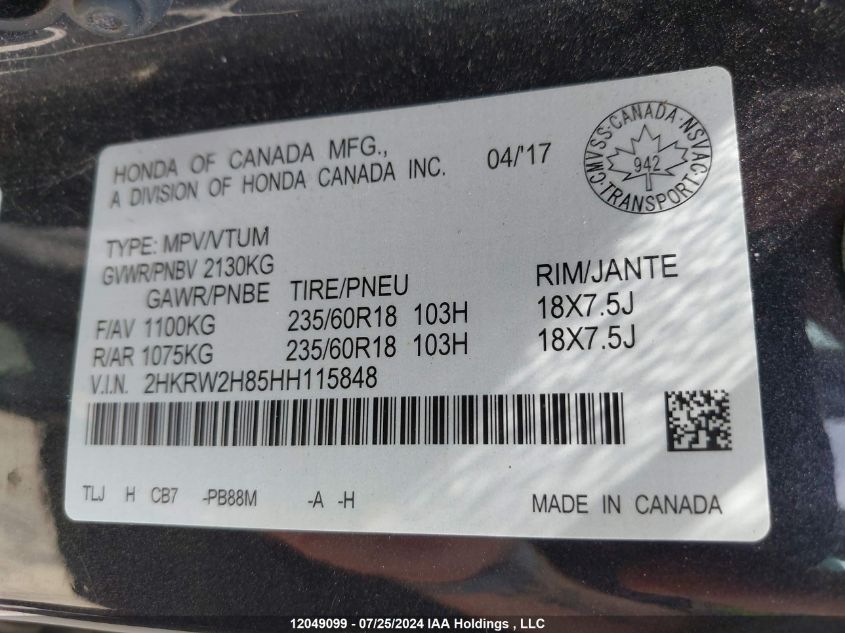 HONDA OF CANADA MFG.,
A DIVISION OF HONDA CANADA INC.
04/'17
CMVSS·CANADA·NSVAC
942
·TRANSPORT·
TYPE: MPV/VTUM
GVWR/PNBV 2130KG
GAWR/PNBE TIRE/PNEU RIM/JANTE
F/AV 1100KG 235/60R18 103H 18X7.5J
R/AR 1075KG 235/60R18 103H 18X7.5J
V.I.N. 2HKRW2H85HH115848
TLJ H CB7 -PB88M -A -H MADE IN CANADA
12049099 - 07/25/2024 IAA Holdings , LLC